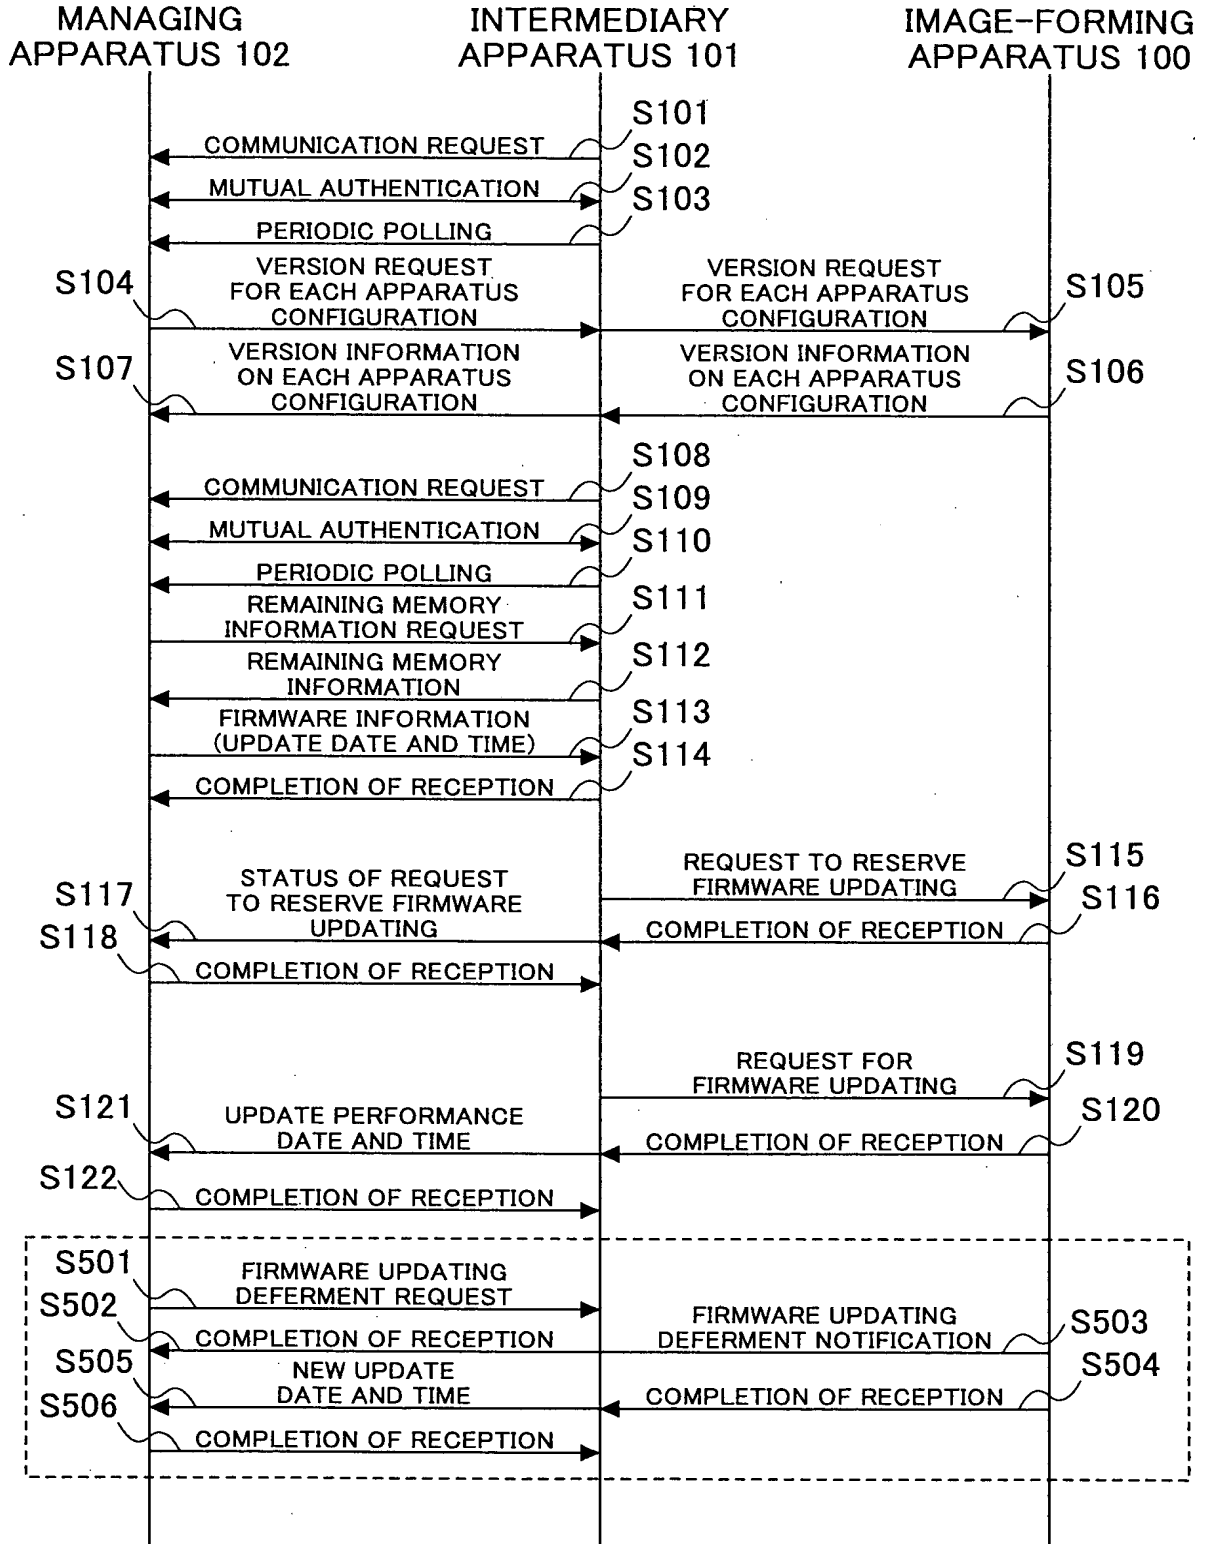 MANAGING
APPARATUS 102
INTERMEDIARY
APPARATUS 101
IMAGE-FORMING
APPARATUS 100
S101
COMMUNICATION REQUEST
S102
MUTUAL AUTHENTICATION
S103
PERIODIC POLLING
S104
VERSION REQUEST
FOR EACH APPARATUS
CONFIGURATION
VERSION REQUEST
FOR EACH APPARATUS
CONFIGURATION
S105
S107
VERSION INFORMATION
ON EACH APPARATUS
CONFIGURATION
VERSION INFORMATION
ON EACH APPARATUS
CONFIGURATION
S106
S108
COMMUNICATION REQUEST
S109
MUTUAL AUTHENTICATION
S110
PERIODIC POLLING
S111
REMAINING MEMORY
INFORMATION REQUEST
S112
REMAINING MEMORY
INFORMATION
S113
FIRMWARE INFORMATION
(UPDATE DATE AND TIME)
S114
COMPLETION OF RECEPTION
REQUEST TO RESERVE
FIRMWARE UPDATING
S115
S117
STATUS OF REQUEST
TO RESERVE FIRMWARE
UPDATING
COMPLETION OF RECEPTION
S116
S118
COMPLETION OF RECEPTION
REQUEST FOR
FIRMWARE UPDATING
S119
S121
UPDATE PERFORMANCE
DATE AND TIME
COMPLETION OF RECEPTION
S120
S122
COMPLETION OF RECEPTION
S501
FIRMWARE UPDATING
DEFERMENT REQUEST
S502
COMPLETION OF RECEPTION
FIRMWARE UPDATING
DEFERMENT NOTIFICATION
S503
S505
NEW UPDATE
DATE AND TIME
COMPLETION OF RECEPTION
S504
S506
COMPLETION OF RECEPTION